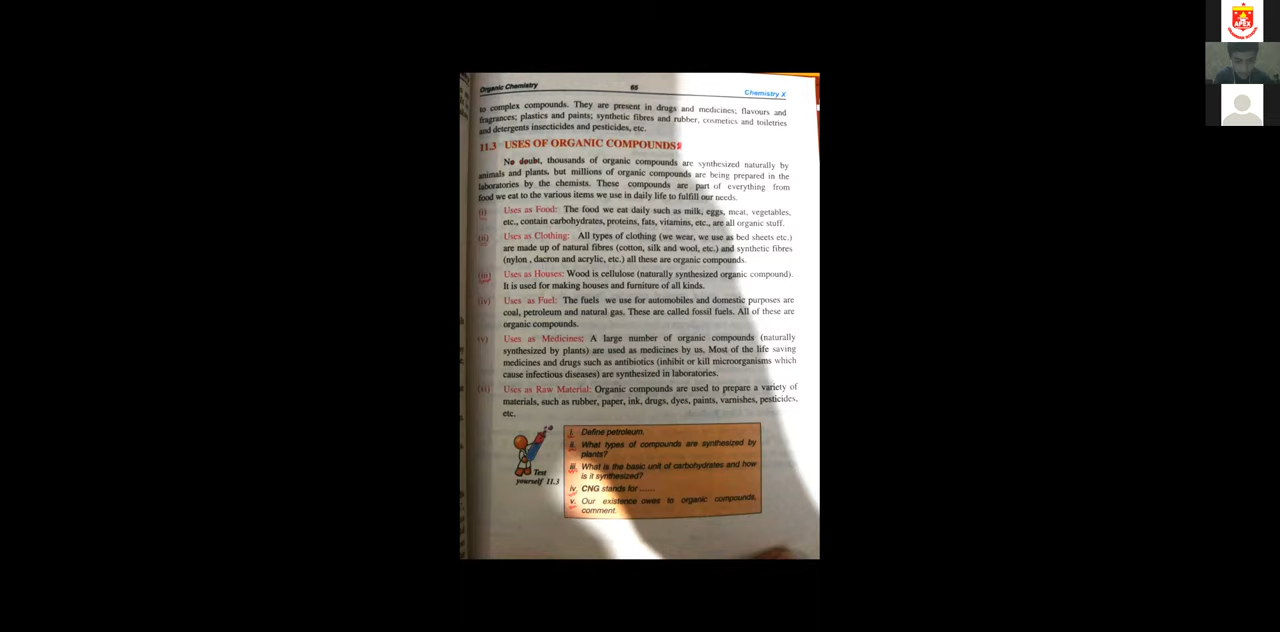 APEX
Organic Chemistry
65
Chemistry X
to complex compounds. They are present in drugs and medicines; flavours and
fragrances; plastics and paints; synthetic fibres and rubber, cosmetics and toiletries
and detergents insecticides and pesticides, etc.
11.3 USES OF ORGANIC COMPOUNDS
No doubt, thousands of organic compounds are synthesized naturally by
animals and plants, but millions of organic compounds are being prepared in the
laboratories by the chemists. These compounds are part of everything from
food we eat to the various items we use in daily life to fulfill our needs.
(i) Uses as Food: The food we eat daily such as milk, eggs, meat, vegetables,
etc., contain carbohydrates, proteins, fats, vitamins, etc., are all organic stuff.
(ii) Uses as Clothing: All types of clothing (we wear, we use as bed sheets etc.)
are made up of natural fibres (cotton, silk and wool, etc.) and synthetic fibres
(nylon, dacron and acrylic, etc.) all these are organic compounds.
(iii) Uses as Houses: Wood is cellulose (naturally synthesized organic compound).
It is used for making houses and furniture of all kinds.
(iv) Uses as Fuel: The fuels we use for automobiles and domestic purposes are
coal, petroleum and natural gas. These are called fossil fuels. All of these are
organic compounds.
(v) Uses as Medicines: A large number of organic compounds (naturally
synthesized by plants) are used as medicines by us. Most of the life saving
medicines and drugs such as antibiotics (inhibit or kill microorganisms which
cause infectious diseases) are synthesized in laboratories.
(vi) Uses as Raw Material: Organic compounds are used to prepare a variety of
materials, such as rubber, paper, ink, drugs, dyes, paints, varnishes, pesticides,
etc.
Test
yourself 11.3
i. Define petroleum.
ii. What types of compounds are synthesized by
plants?
iii. What is the basic unit of carbohydrates and how
is it synthesized?
iv. CNG stands for ......
v. Our existence owes to organic compounds,
comment.